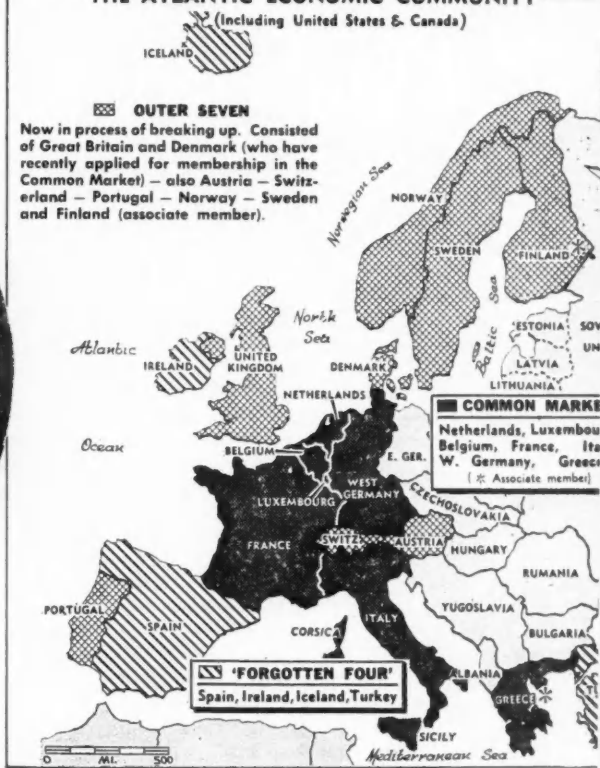 THE ATLANTIC ECONOMIC COMMUNITY
(Including United States & Canada)
ICELAND
OUTER SEVEN
Now in process of breaking up. Consisted
of Great Britain and Denmark (who have
recently applied for membership in the
Common Market) — also Austria — Switz-
erland — Portugal — Norway — Sweden
and Finland (associate member).
Norwegian Sea
NORWAY
SWEDEN
FINLAND
North
Sea
Baltic Sea
ESTONIA
LATVIA
LITHUANIA
Atlantic
IRELAND
UNITED
KINGDOM
DENMARK
NETHERLANDS
COMMON MARKE
Netherlands, Luxembou
Belgium, France, Ita
W. Germany, Greec
(* Associate member)
Ocean
BELGIUM
E. GER.
LUXEMBOURG
WEST
GERMANY
CZECHOSLOVAKIA
FRANCE
SWITZ
AUSTRIA
HUNGARY
RUMANIA
PORTUGAL
SPAIN
CORSICA
ITALY
YUGOSLAVIA
BULGARIA
'FORGOTTEN FOUR'
Spain, Ireland, Iceland, Turkey
ALBANIA
GREECE
SICILY
Mediterranean Sea
0 MI. 500